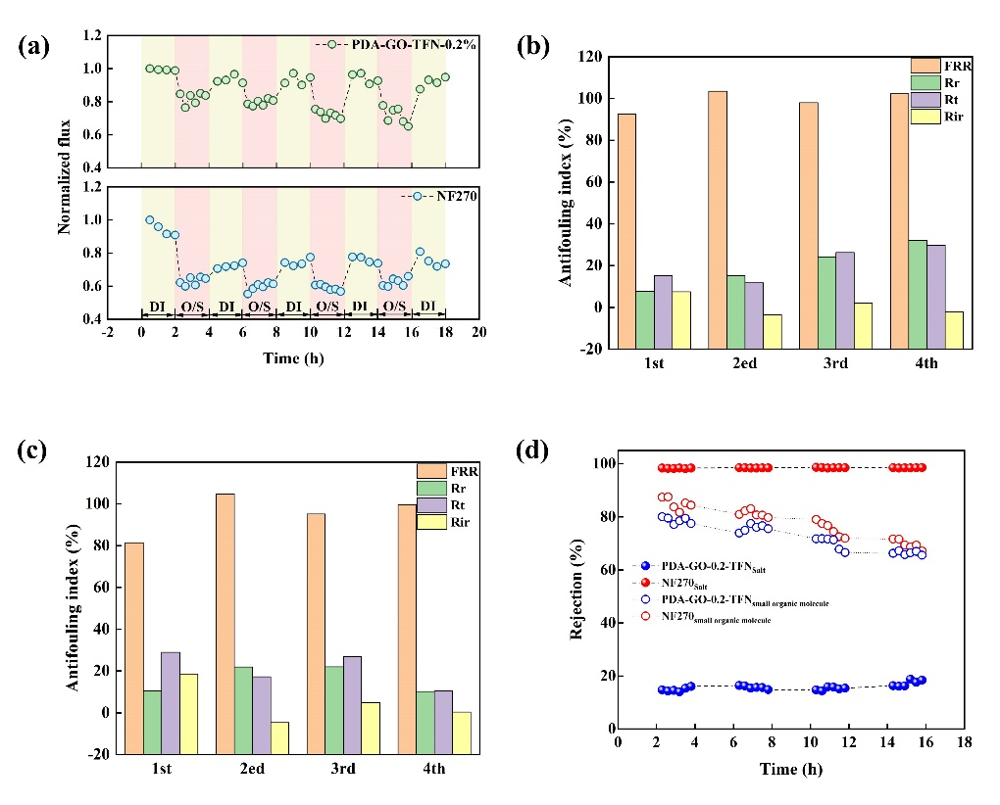 (a)
1.2
1.0
0.8
0.6
0.4
PDA-GO-TFN-0.2%
Normalized flux
1.2
1.0
0.8
0.6
0.4
NF270
DI O/S DI O/S DI O/S DI O/S DI
-2 0 2 4 6 8 10 12 14 16 18 20
Time (h)
(b)
120
100
80
60
40
20
0
-20
Antifouling index (%)
FRR
Rr
Rt
Rir
1st 2ed 3rd 4th
(c)
120
100
80
60
40
20
0
-20
Antifouling index (%)
FRR
Rr
Rt
Rir
1st 2ed 3rd 4th
(d)
100
80
60
40
20
0
Rejection (%)
PDA-GO-0.2-TFNSalt
NF270Salt
PDA-GO-0.2-TFNsmall organic molecule
NF270small organic molecule
0 2 4 6 8 10 12 14 16 18
Time (h)